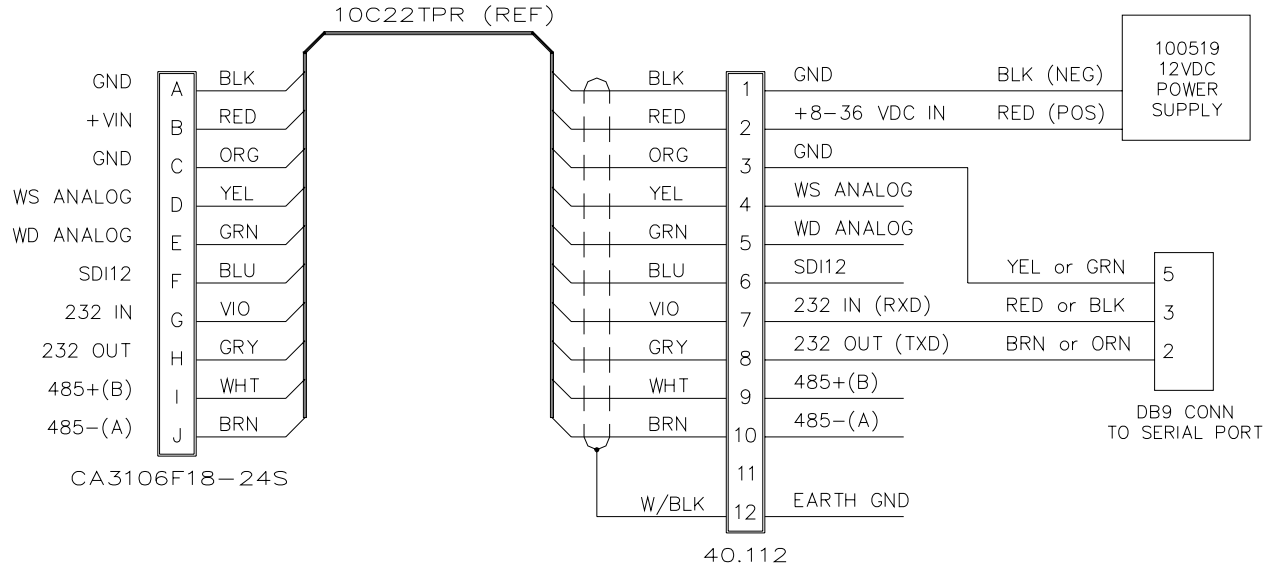 10C22TPR (REF)
100519
12VDC
POWER
SUPPLY
GND A BLK BLK 1 GND BLK (NEG)
+VIN B RED RED 2 +8-36 VDC IN RED (POS)
GND C ORG ORG 3 GND
WS ANALOG D YEL YEL 4 WS ANALOG
WD ANALOG E GRN GRN 5 WD ANALOG
SDI12 F BLU BLU 6 SDI12 YEL or GRN 5
232 IN G VIO VIO 7 232 IN (RXD) RED or BLK 3
232 OUT H GRY GRY 8 232 OUT (TXD) BRN or ORN 2
485+(B) I WHT WHT 9 485+(B)
485-(A) J BRN BRN 10 485-(A)
DB9 CONN
TO SERIAL PORT
CA3106F18-24S
11
W/BLK 12 EARTH GND
40.112